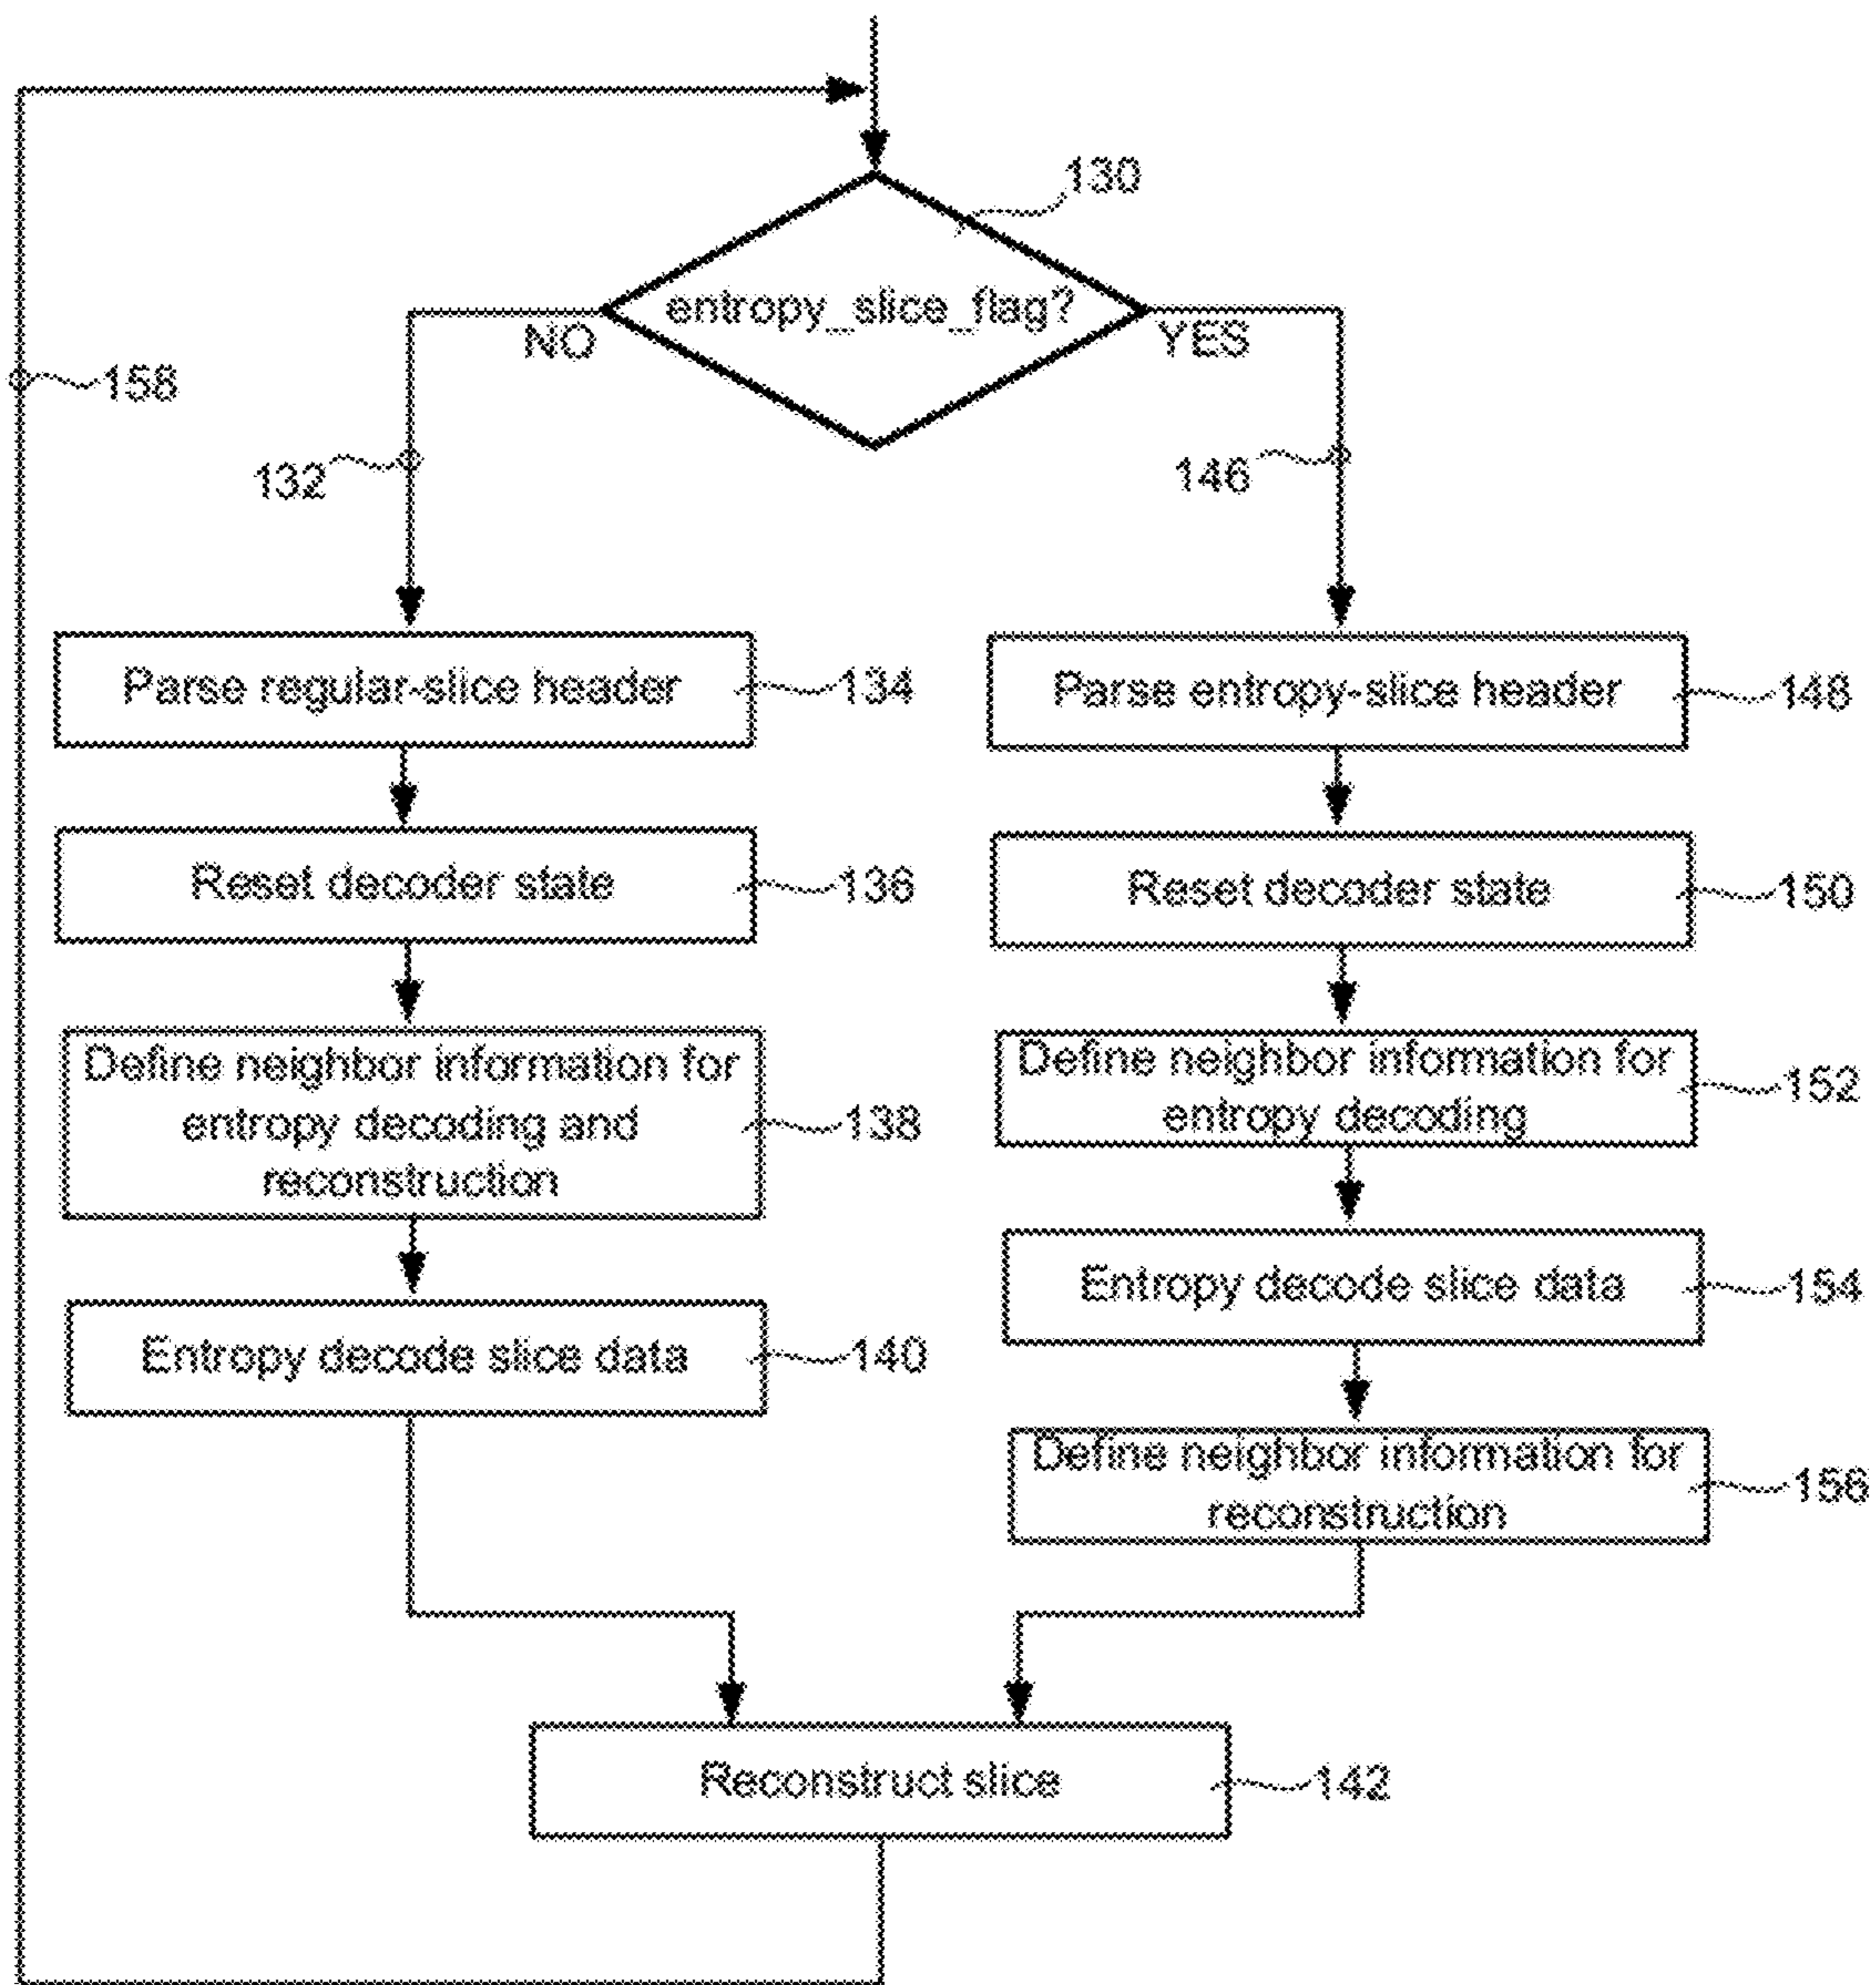 130
entropy_slice_flag?
NO
YES
158
132
146
Parse regular-slice header
134
Parse entropy-slice header
148
Reset decoder state
136
Reset decoder state
150
Define neighbor information for
entropy decoding and
reconstruction
138
Define neighbor information for
entropy decoding
152
Entropy decode slice data
154
Entropy decode slice data
140
Define neighbor information for
reconstruction
156
Reconstruct slice
142